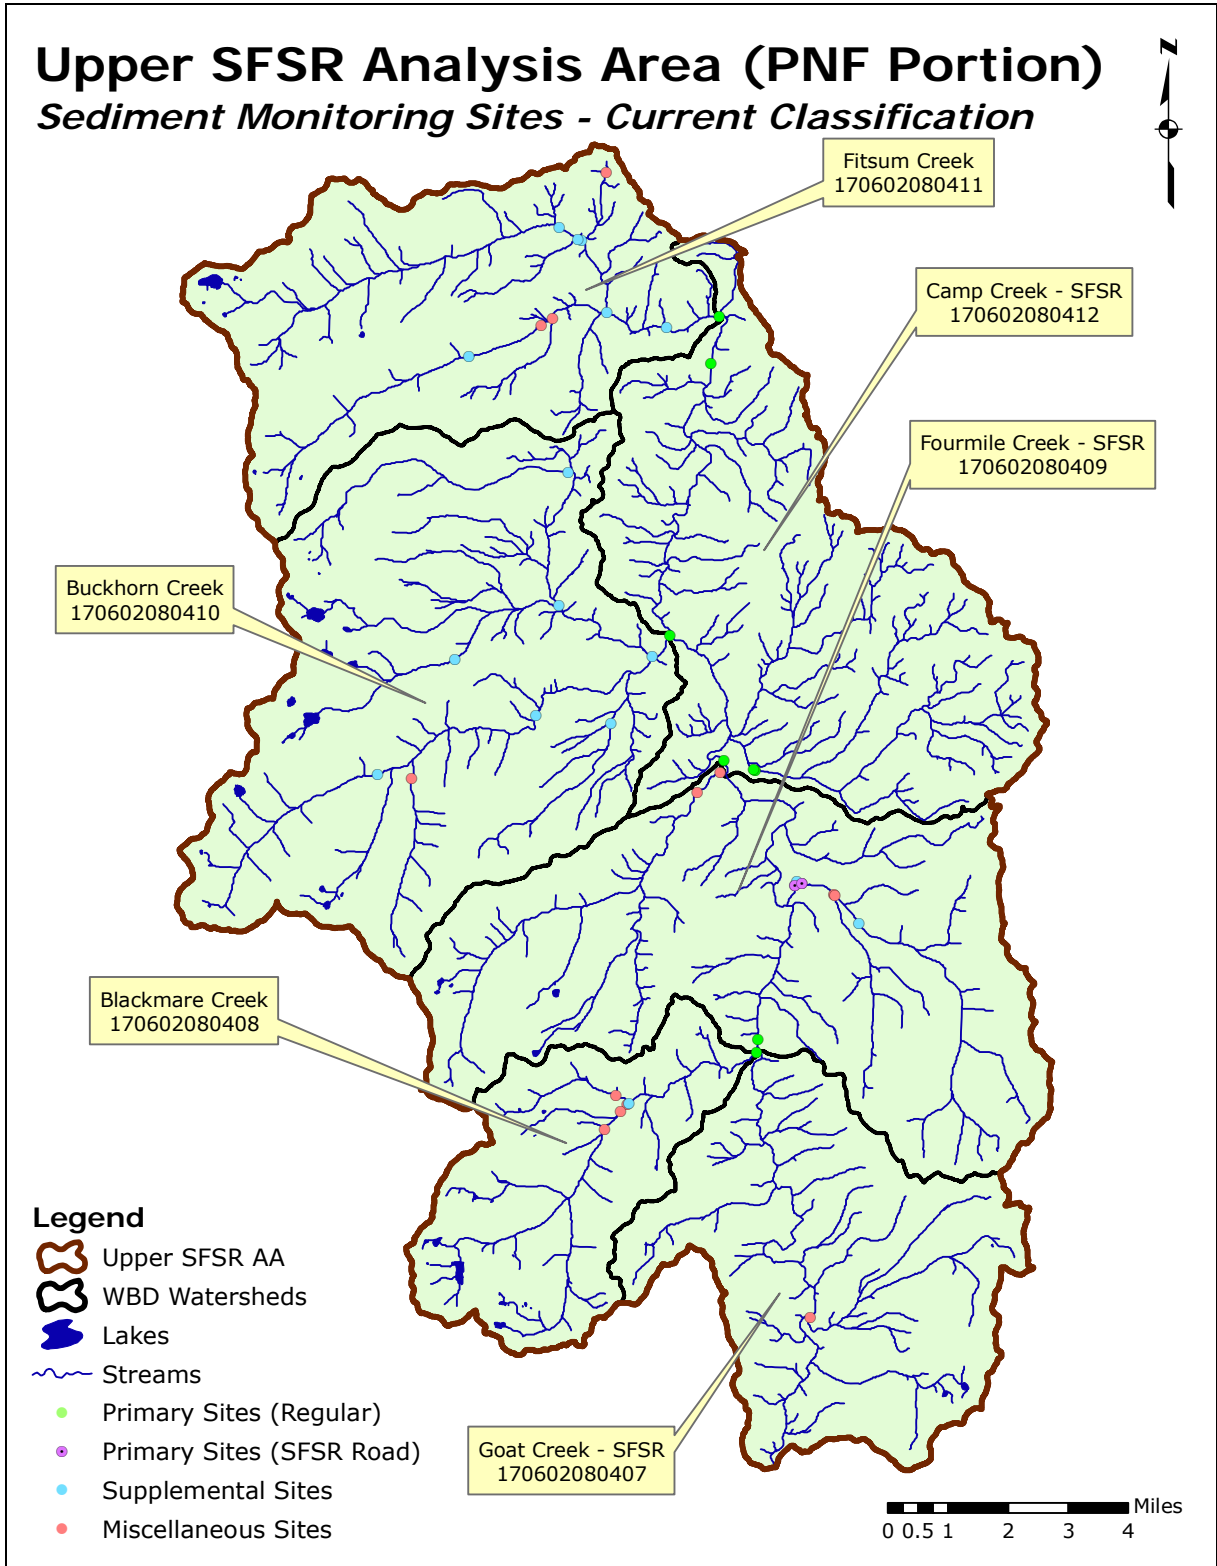 Upper SFSR Analysis Area (PNF Portion)
Sediment Monitoring Sites - Current Classification
N
Fitsum Creek
170602080411
Camp Creek - SFSR
170602080412
Fourmile Creek - SFSR
170602080409
Buckhorn Creek
170602080410
Blackmare Creek
170602080408
Goat Creek - SFSR
170602080407
Legend
Upper SFSR AA
WBD Watersheds
Lakes
Streams
Primary Sites (Regular)
Primary Sites (SFSR Road)
Supplemental Sites
Miscellaneous Sites
Miles
0 0.5 1 2 3 4